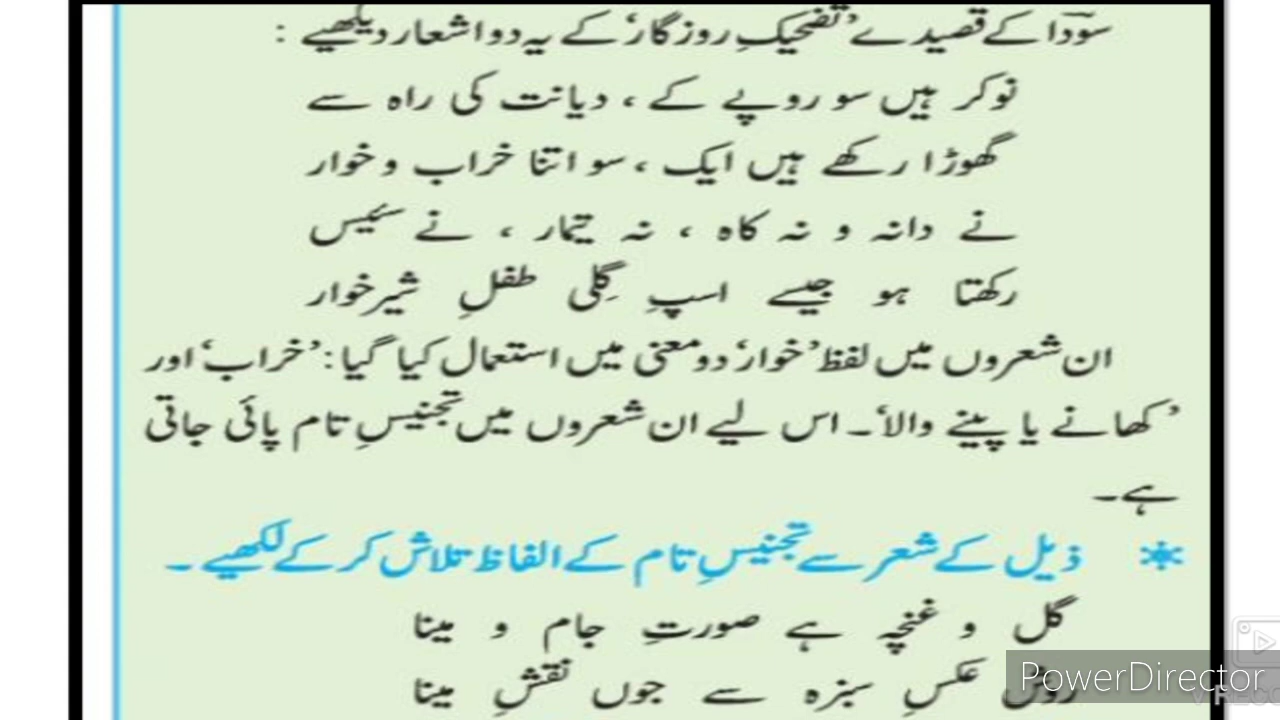 سوؔدا کے قصیدے ’تضحیکِ روزگار‘ کے یہ دو اشعار دیکھیے :
نوکر ہیں سو روپے کے ، دیانت کی راہ سے
گھوڑا رکھے ہیں ایک ، سو اتنا خراب و خوار
نے دانہ و نہ کاہ ، نہ تیمار ، نے سئیس
رکھتا ہو جیسے اسپِ گِلی طفلِ شیرخوار
ان شعروں میں لفظ ’خوار‘ دو معنی میں استعمال کیا گیا : ’خراب‘ اور
’کھانے یا پینے والا‘۔ اس لیے ان شعروں میں تجنیسِ تام پائی جاتی
ہے۔
ذیل کے شعر سے تجنیسِ تام کے الفاظ تلاش کر کے لکھیے ۔
گل و غنچہ ہے صورتِ جام و مینا
عکسِ سبزہ سے جوں نقشِ مینا
PowerDirector